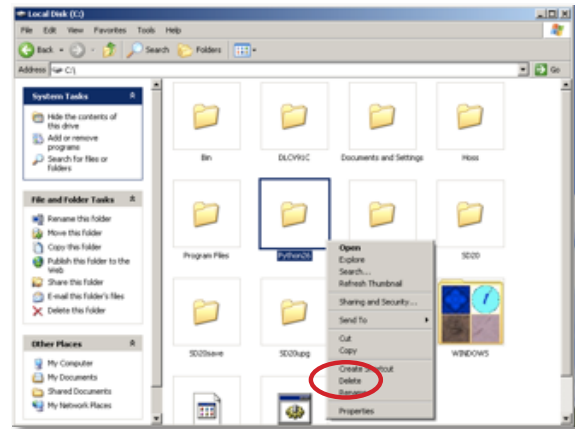 Local Disk (C:)
File Edit View Favorites Tools Help
Back Search Folders
Address C:\ Go
System Tasks
Hide the contents of
this drive
Add or remove
programs
Search for files or
folders
File and Folder Tasks
Rename this folder
Move this folder
Copy this folder
Publish this folder to the
Web
Share this folder
E-mail this folder's files
Delete this folder
Other Places
My Computer
My Documents
Shared Documents
My Network Places
Bin DLCV91C Documents and Settings Hoss
Program Files Python26 SD20
SD20save SD20upg WINDOWS
Open
Explore
Search...
Refresh Thumbnail
Sharing and Security...
Send To
Cut
Copy
Create Shortcut
Delete
Rename
Properties